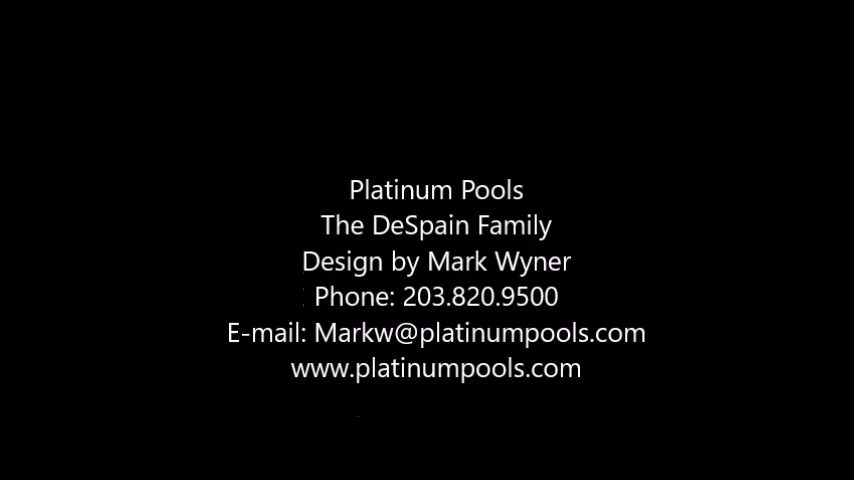 Platinum Pools
The DeSpain Family
Design by Mark Wyner
Phone: 203.820.9500
E-mail: Markw@platinumpools.com
www.platinumpools.com